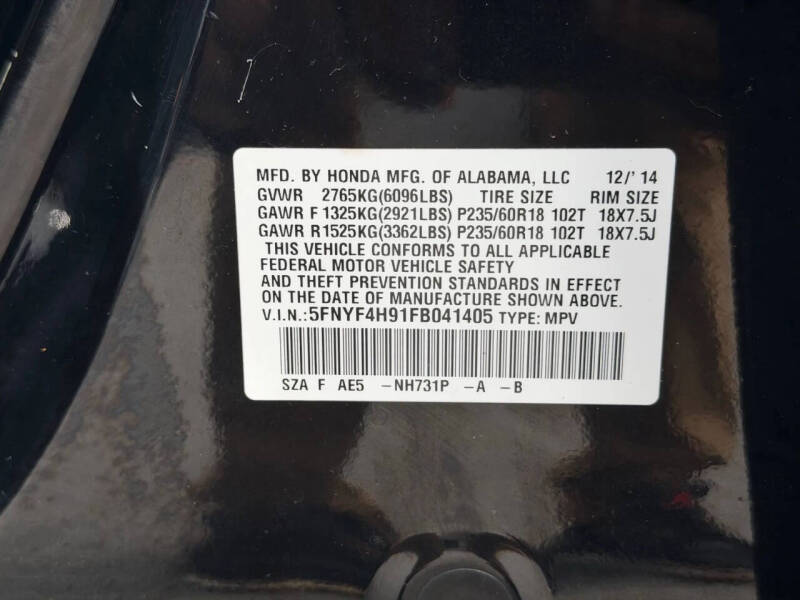 MFD. BY HONDA MFG. OF ALABAMA, LLC 12/'14
GVWR 2765KG(6096LBS) TIRE SIZE RIM SIZE
GAWR F 1325KG(2921LBS) P235/60R18 102T 18X7.5J
GAWR R1525KG(3362LBS) P235/60R18 102T 18X7.5J
THIS VEHICLE CONFORMS TO ALL APPLICABLE
FEDERAL MOTOR VEHICLE SAFETY
AND THEFT PREVENTION STANDARDS IN EFFECT
ON THE DATE OF MANUFACTURE SHOWN ABOVE.
V.I.N.:5FNYF4H91FB041405 TYPE: MPV
SZA F AE5 -NH731P -A -B